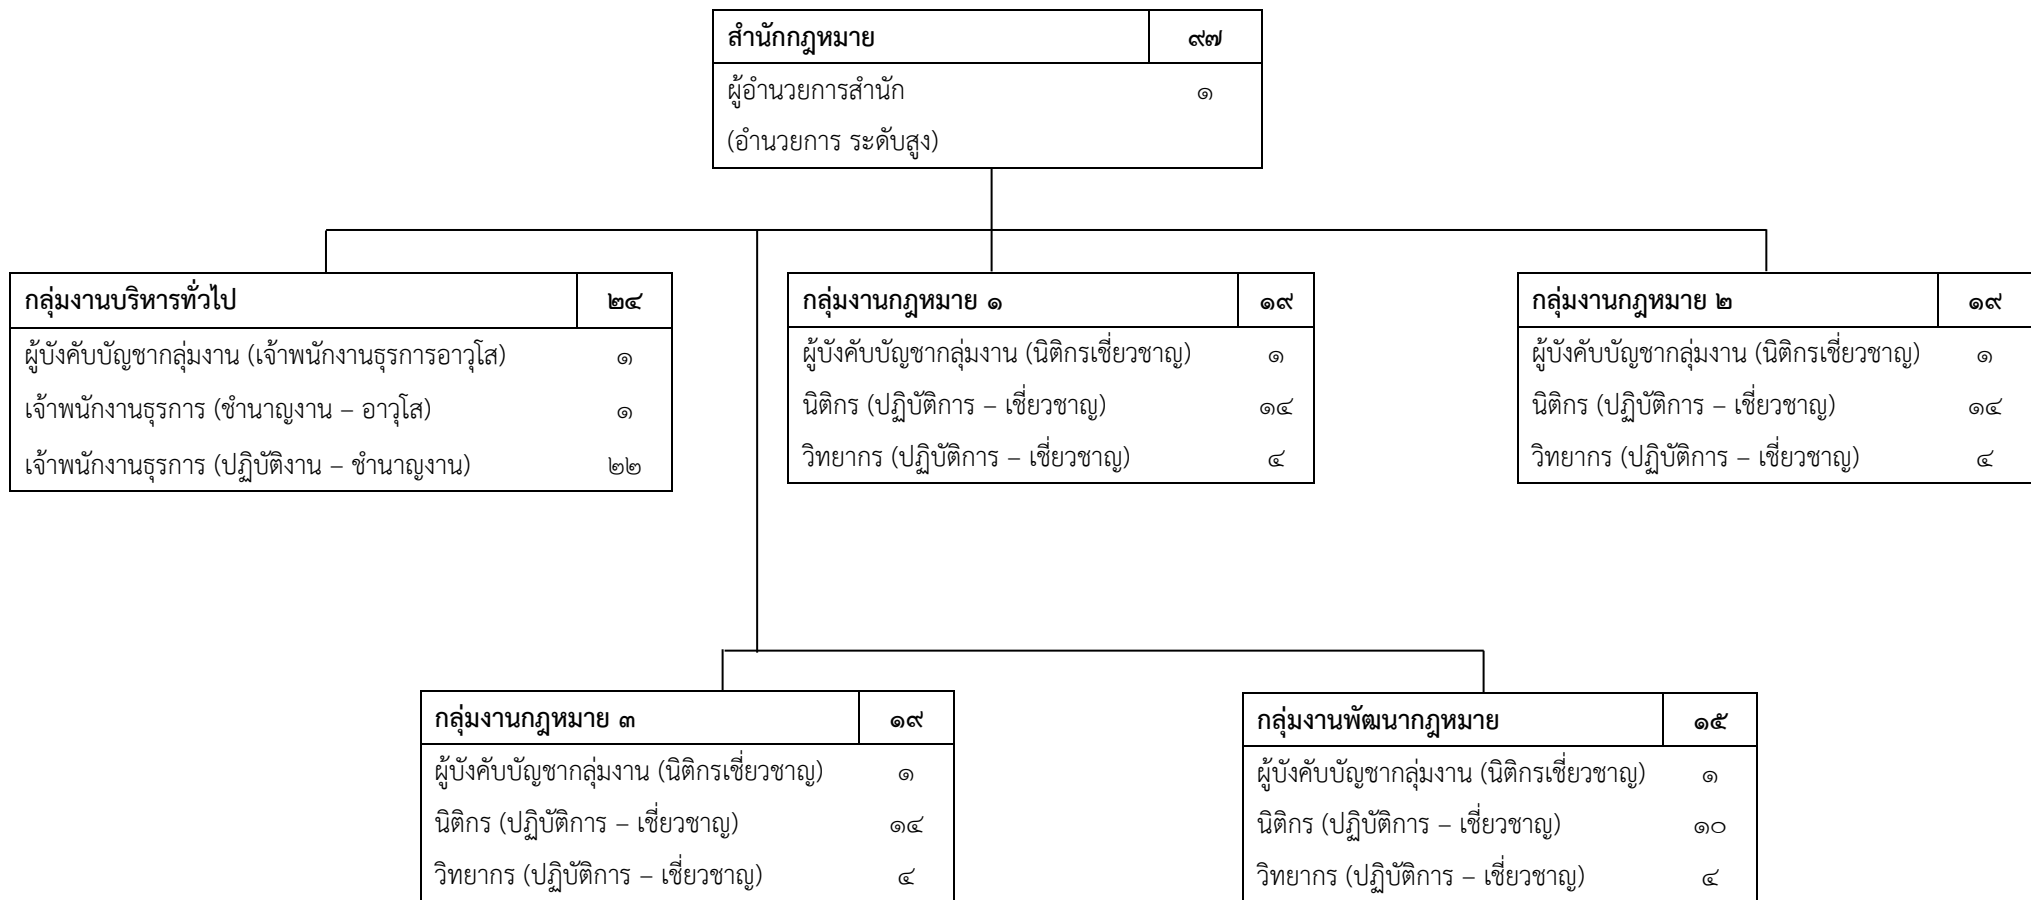 สำนักกฎหมาย ๙๗
ผู้อำนวยการสำนัก ๑
(อำนวยการ ระดับสูง)
กลุ่มงานบริหารทั่วไป ๒๔
ผู้บังคับบัญชากลุ่มงาน (เจ้าพนักงานธุรการอาวุโส) ๑
เจ้าพนักงานธุรการ (ชำนาญงาน – อาวุโส) ๑
เจ้าพนักงานธุรการ (ปฏิบัติงาน – ชำนาญงาน) ๒๒
กลุ่มงานกฎหมาย ๑ ๑๙
ผู้บังคับบัญชากลุ่มงาน (นิติกรเชี่ยวชาญ) ๑
นิติกร (ปฏิบัติการ – เชี่ยวชาญ) ๑๔
วิทยากร (ปฏิบัติการ – เชี่ยวชาญ) ๔
กลุ่มงานกฎหมาย ๒ ๑๙
ผู้บังคับบัญชากลุ่มงาน (นิติกรเชี่ยวชาญ) ๑
นิติกร (ปฏิบัติการ – เชี่ยวชาญ) ๑๔
วิทยากร (ปฏิบัติการ – เชี่ยวชาญ) ๔
กลุ่มงานกฎหมาย ๓ ๑๙
ผู้บังคับบัญชากลุ่มงาน (นิติกรเชี่ยวชาญ) ๑
นิติกร (ปฏิบัติการ – เชี่ยวชาญ) ๑๔
วิทยากร (ปฏิบัติการ – เชี่ยวชาญ) ๔
กลุ่มงานพัฒนากฎหมาย ๑๕
ผู้บังคับบัญชากลุ่มงาน (นิติกรเชี่ยวชาญ) ๑
นิติกร (ปฏิบัติการ – เชี่ยวชาญ) ๑๐
วิทยากร (ปฏิบัติการ – เชี่ยวชาญ) ๔